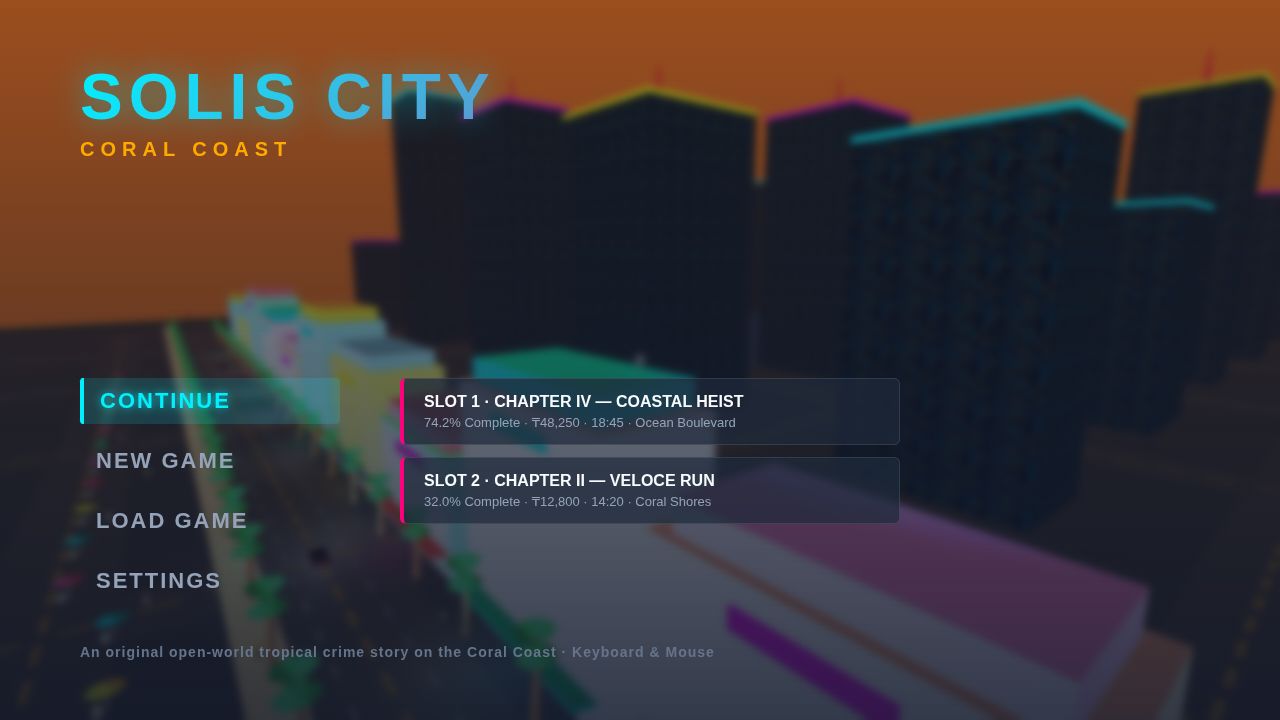 SOLIS CITY
CORAL COAST
CONTINUE
NEW GAME
LOAD GAME
SETTINGS
SLOT 1 · CHAPTER IV — COASTAL HEIST
74.2% Complete · ₸48,250 · 18:45 · Ocean Boulevard
SLOT 2 · CHAPTER II — VELOCE RUN
32.0% Complete · ₸12,800 · 14:20 · Coral Shores
An original open-world tropical crime story on the Coral Coast · Keyboard & Mouse